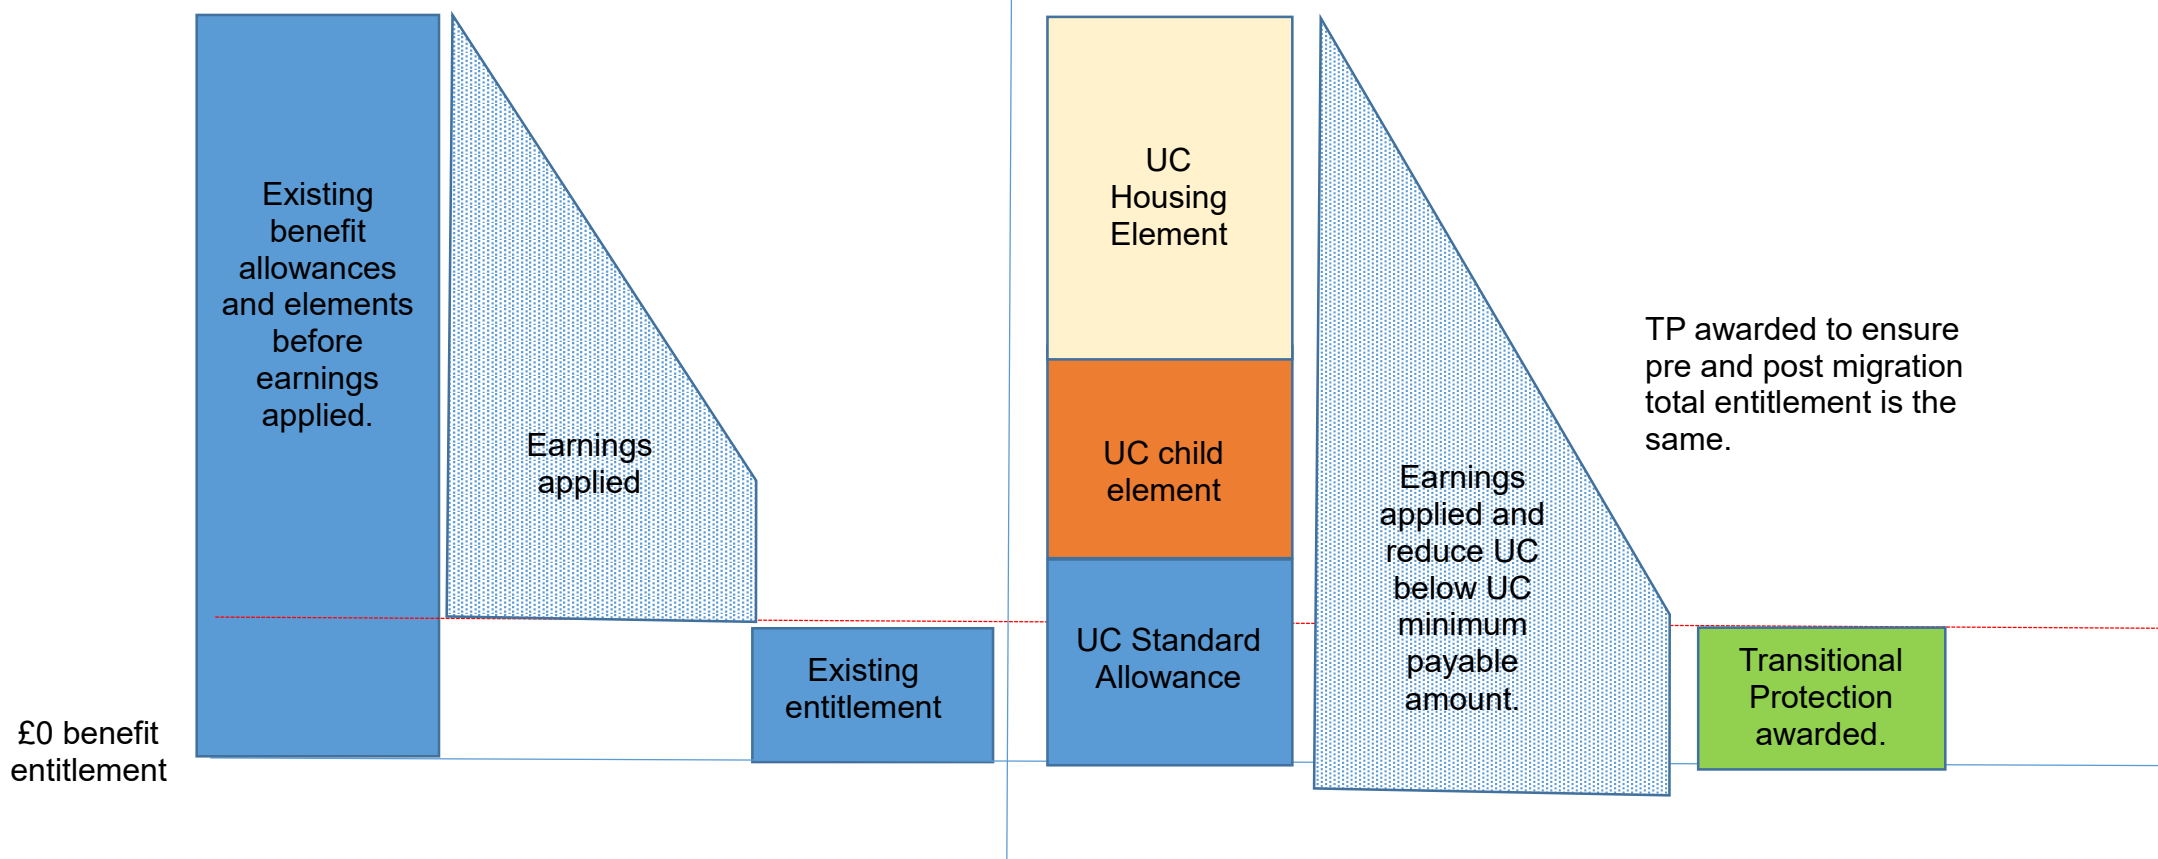 Existing
benefit
allowances
and elements
before
earnings
applied.
Earnings
applied
Existing
entitlement
£0 benefit
entitlement
UC
Housing
Element
UC child
element
UC Standard
Allowance
Earnings
applied and
reduce UC
below UC
minimum
payable
amount.
TP awarded to ensure
pre and post migration
total entitlement is the
same.
Transitional
Protection
awarded.